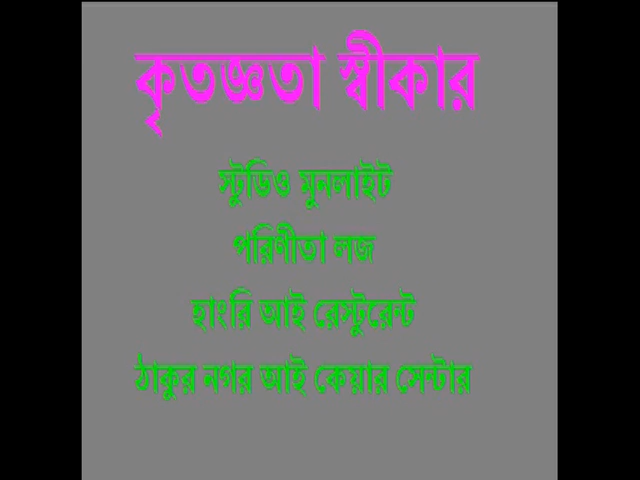 কৃতজ্ঞতা স্বীকার
স্টুডিও মুনলাইট
পরিণীতা লজ
হাংরি আই রেস্টুরেন্ট
ঠাকুর নগর আই কেয়ার সেন্টার